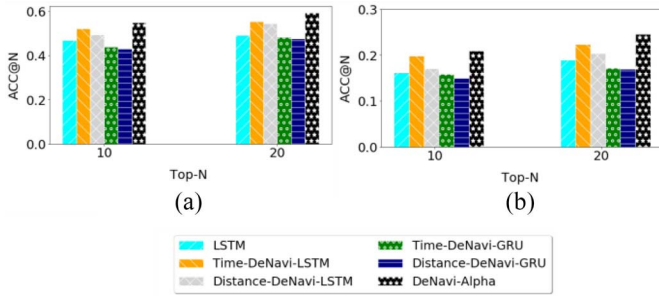 0.6
0.4
0.2
0.0
ACC@N
10
20
Top-N
(a)
0.3
0.2
0.1
0.0
ACC@N
10
20
Top-N
(b)
LSTM
Time-DeNavi-LSTM
Distance-DeNavi-LSTM
Time-DeNavi-GRU
Distance-DeNavi-GRU
DeNavi-Alpha